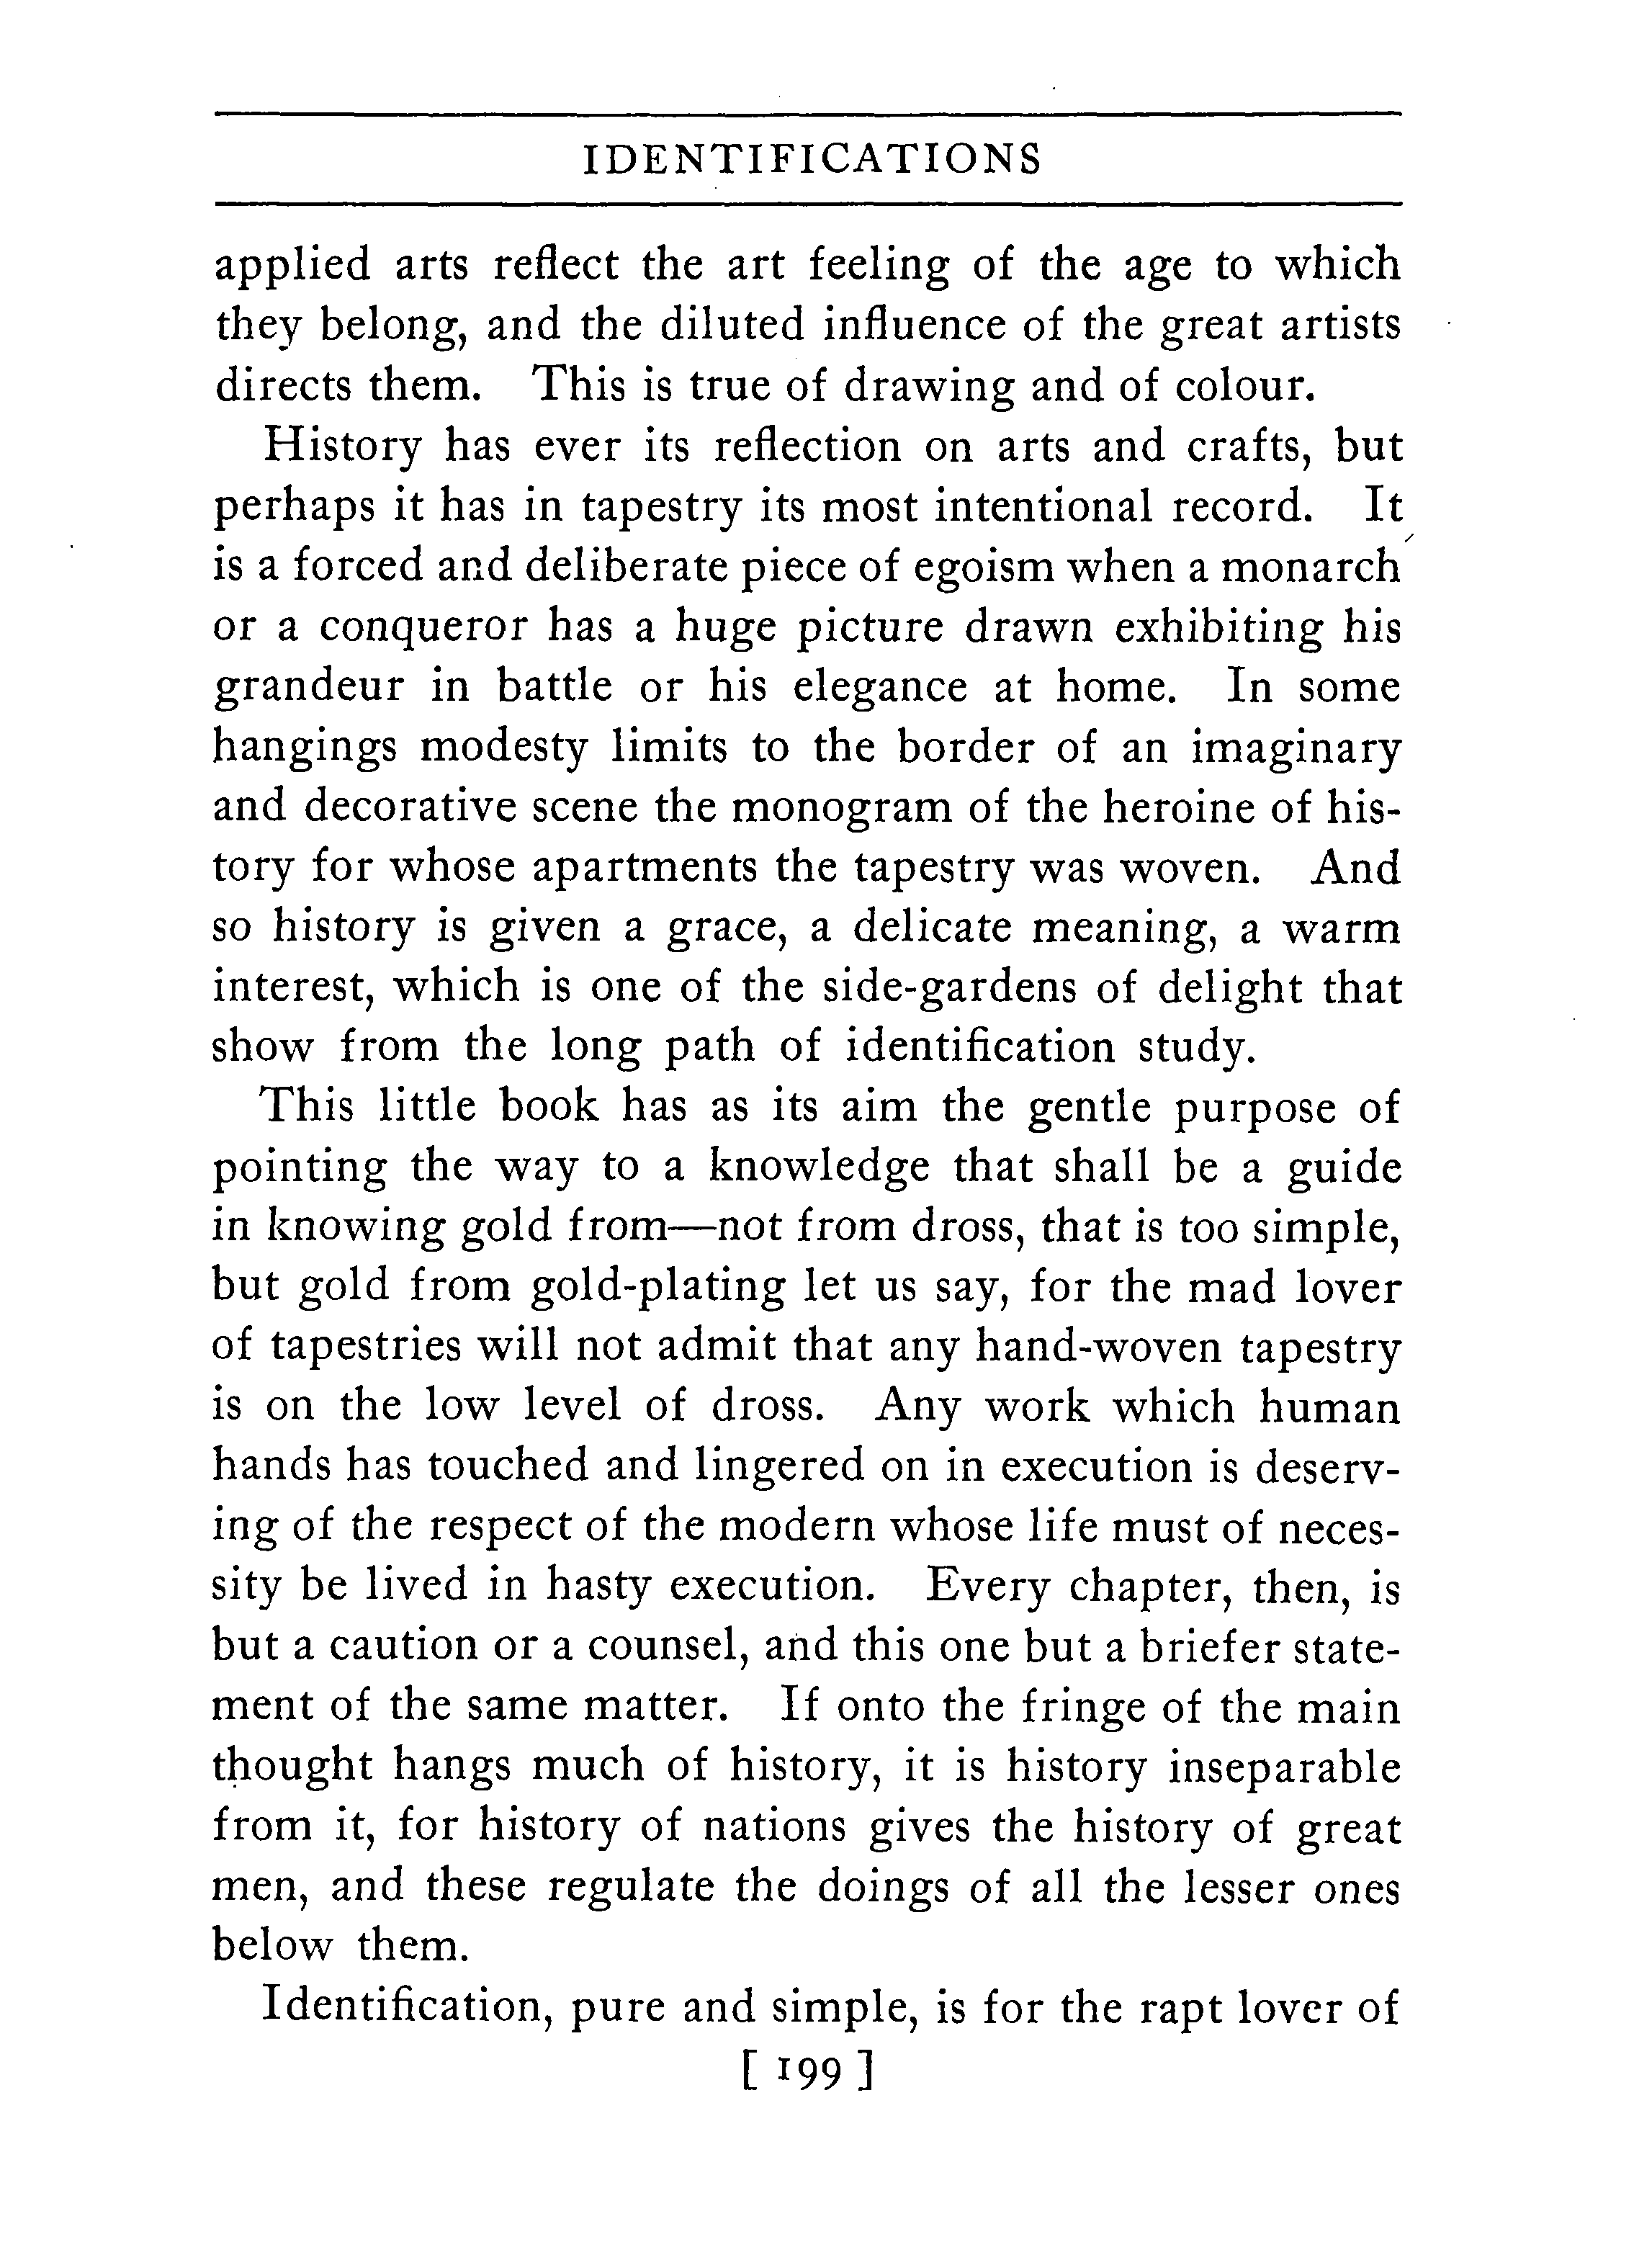 IDENTIFICATIONS
applied arts reflect the art feeling of the age to which
they belong, and the diluted influence of the great artists
directs them. This is true of drawing and of colour.
History has ever its reflection on arts and crafts, but
perhaps it has in tapestry its most intentional record. It
is a forced and deliberate piece of egoism when a monarch
or a conqueror has a huge picture drawn exhibiting his
grandeur in battle or his elegance at home. In some
hangings modesty limits to the border of an imaginary
and decorative scene the monogram of the heroine of his-
tory for whose apartments the tapestry was woven. And
so history is given a grace, a delicate meaning, a warm
interest, which is one of the side-gardens of delight that
show from the long path of identification study.
This little book has as its aim the gentle purpose of
pointing the way to a knowledge that shall be a guide
in knowing gold from—not from dross, that is too simple,
but gold from gold-plating let us say, for the mad lover
of tapestries will not admit that any hand-woven tapestry
is on the low level of dross. Any work which human
hands has touched and lingered on in execution is deserv-
ing of the respect of the modern whose life must of neces-
sity be lived in hasty execution. Every chapter, then, is
but a caution or a counsel, and this one but a briefer state-
ment of the same matter. If onto the fringe of the main
thought hangs much of history, it is history inseparable
from it, for history of nations gives the history of great
men, and these regulate the doings of all the lesser ones
below them.
Identification, pure and simple, is for the rapt lover of
[ 199 ]